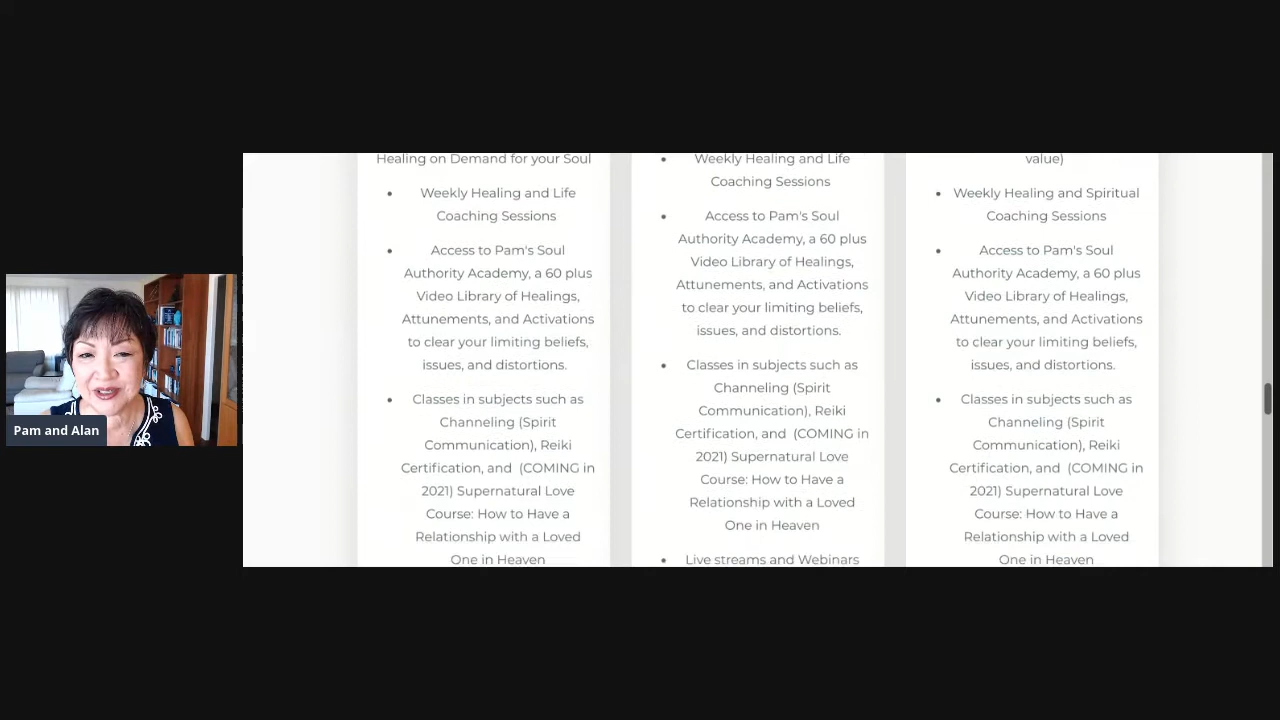 Pam and Alan
Healing on Demand for your Soul
• Weekly Healing and Life
Coaching Sessions
• Access to Pam's Soul
Authority Academy, a 60 plus
Video Library of Healings,
Attunements, and Activations
to clear your limiting beliefs,
issues, and distortions.
• Classes in subjects such as
Channeling (Spirit
Communication), Reiki
Certification, and (COMING in
2021) Supernatural Love
Course: How to Have a
Relationship with a Loved
One in Heaven
• Weekly Healing and Life
Coaching Sessions
• Access to Pam's Soul
Authority Academy, a 60 plus
Video Library of Healings,
Attunements, and Activations
to clear your limiting beliefs,
issues, and distortions.
• Classes in subjects such as
Channeling (Spirit
Communication), Reiki
Certification, and (COMING in
2021) Supernatural Love
Course: How to Have a
Relationship with a Loved
One in Heaven
• Live streams and Webinars
value)
• Weekly Healing and Spiritual
Coaching Sessions
• Access to Pam's Soul
Authority Academy, a 60 plus
Video Library of Healings,
Attunements, and Activations
to clear your limiting beliefs,
issues, and distortions.
• Classes in subjects such as
Channeling (Spirit
Communication), Reiki
Certification, and (COMING in
2021) Supernatural Love
Course: How to Have a
Relationship with a Loved
One in Heaven